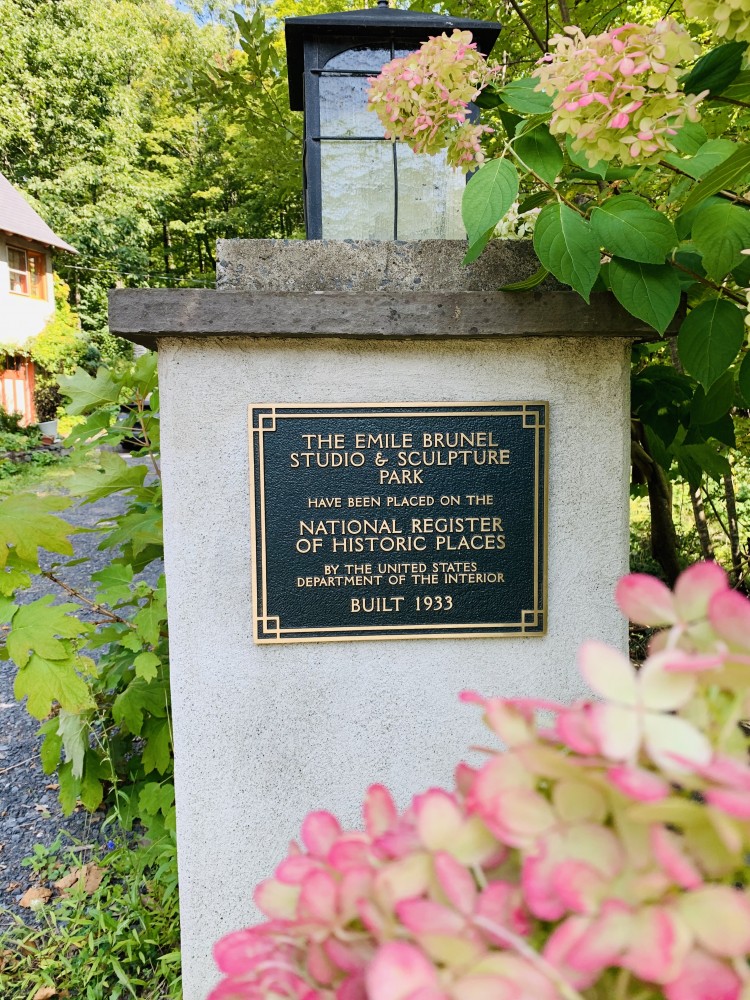 THE EMILE BRUNEL
STUDIO & SCULPTURE
PARK
HAVE BEEN PLACED ON THE
NATIONAL REGISTER
OF HISTORIC PLACES
BY THE UNITED STATES
DEPARTMENT OF THE INTERIOR
BUILT 1933